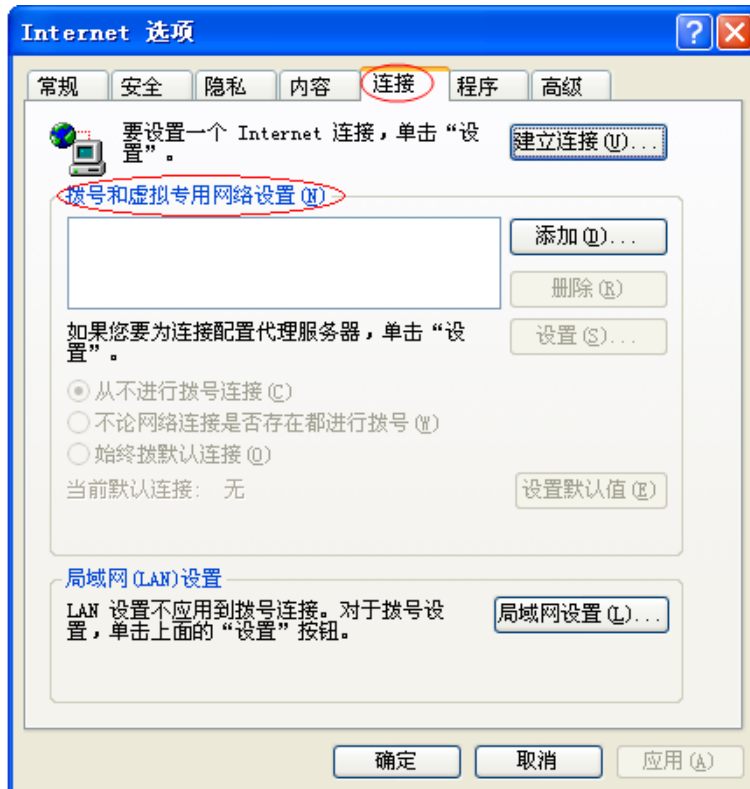 Internet 选项
常规 安全 隐私 内容 连接 程序 高级
要设置一个 Internet 连接，单击“设
置”。
建立连接(U)...
拨号和虚拟专用网络设置(N)
添加(D)...
删除(R)
如果您要为连接配置代理服务器，单击“设
置”。
设置(S)...
从不进行拨号连接(C)
不论网络连接是否存在都进行拨号(W)
始终拨默认连接(O)
当前默认连接： 无
设置默认值(E)
局域网(LAN)设置
LAN 设置不应用到拨号连接。对于拨号设
置，单击上面的“设置”按钮。
局域网设置(L)...
确定 取消 应用(A)